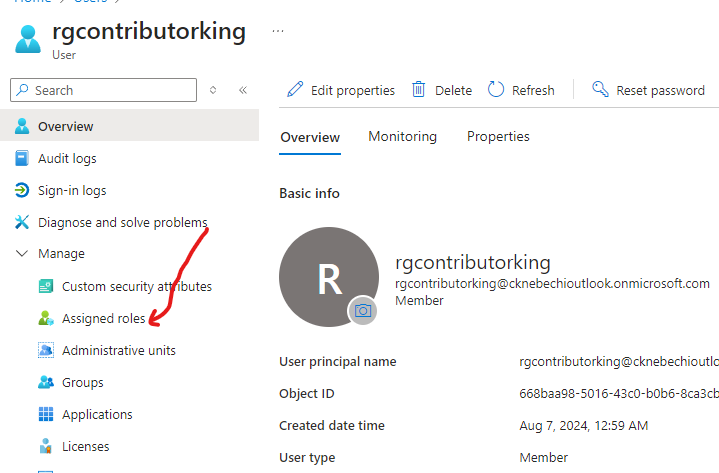 Home > Users >
rgcontributorking ...
User
Search
Edit properties Delete Refresh Reset password
Overview
Audit logs
Sign-in logs
Diagnose and solve problems
Manage
Custom security attributes
Assigned roles
Administrative units
Groups
Applications
Licenses
Overview Monitoring Properties
Basic info
R
rgcontributorking
rgcontributorking@cknebechioutlook.onmicrosoft.com
Member
User principal name rgcontributorking@cknebechioutlo
Object ID 668baa98-5016-43c0-b0b6-8ca3cb
Created date time Aug 7, 2024, 12:59 AM
User type Member